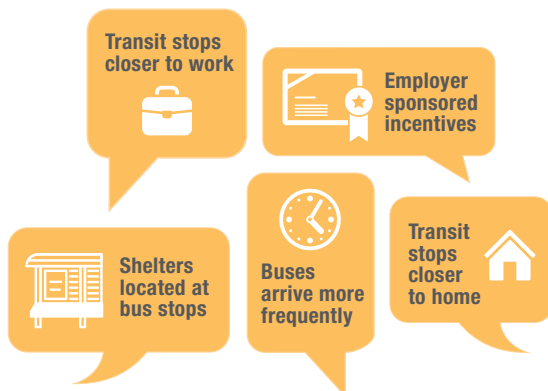 Transit stops
closer to work
Employer
sponsored
incentives
Shelters
located at
bus stops
Buses
arrive more
frequently
Transit
stops
closer
to home